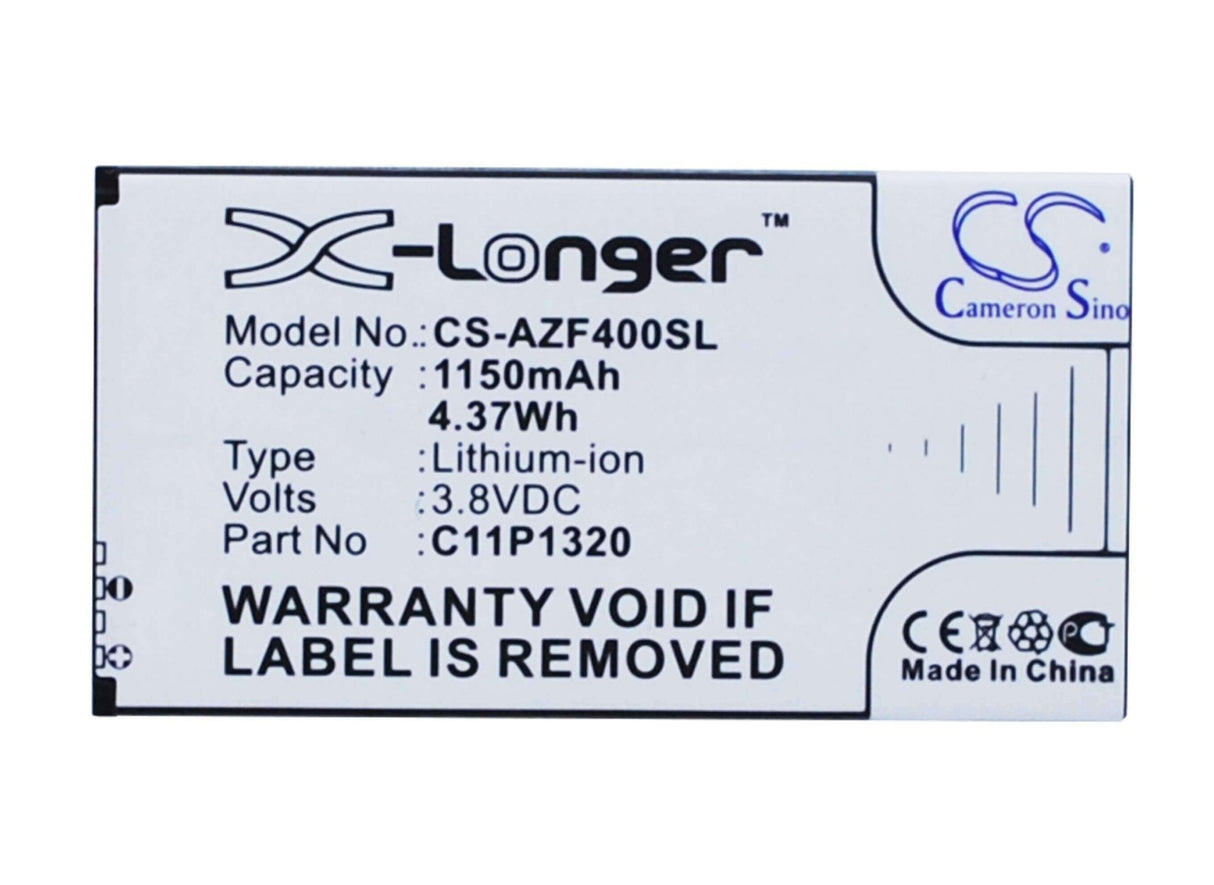 X-Longer™
CS
Cameron Sino
Model No.:CS-AZF400SL
Capacity :1150mAh
4.37Wh
Type :Lithium-ion
Volts :3.8VDC
Part No :C11P1320
WARRANTY VOID IF
LABEL IS REMOVED
CE
Made In China